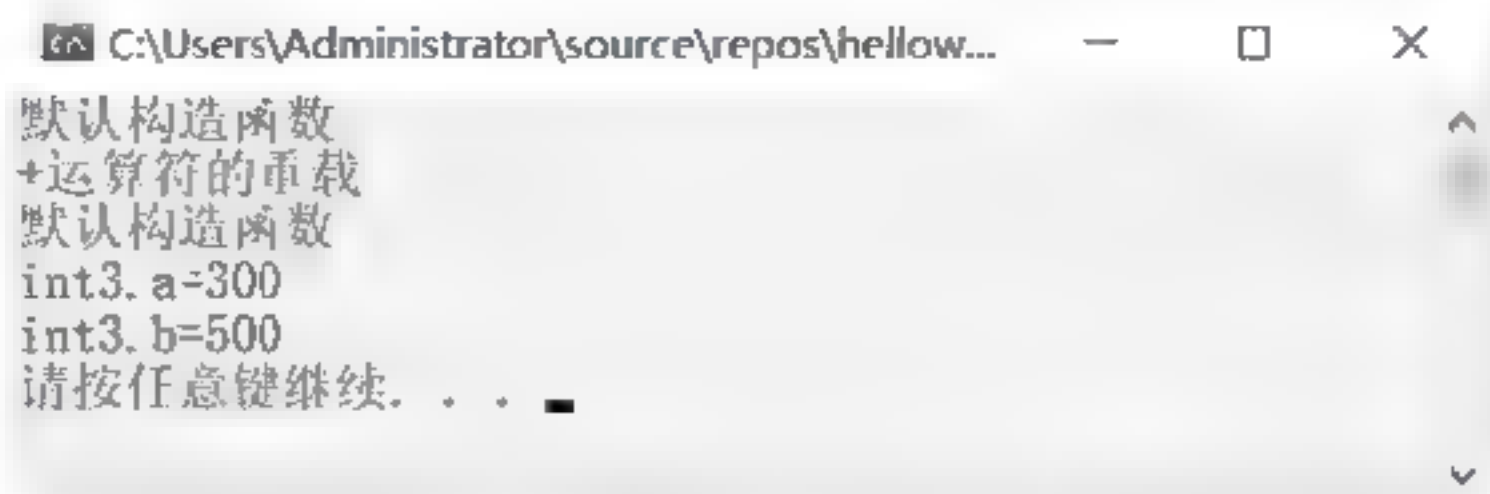 C:\Users\Administrator\source\repos\hellow...
默认构造函数
+运算符的重载
默认构造函数
int3.a=300
int3.b=500
请按任意键继续. . .